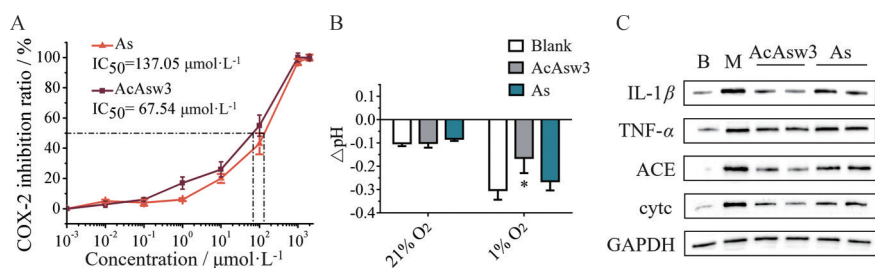 A
As
IC50=137.05 μmol·L-1
AcAsw3
IC50= 67.54 μmol·L-1
COX-2 inhibition ratio / %
100
80
60
40
20
0
10-3 10-2 10-1 100 101 102 103
Concentration / μmol·L-1
B
Blank
AcAsw3
As
0.1
-0.0
-0.1
-0.2
-0.3
-0.4
△pH
*
21% O2
1% O2
C
B M AcAsw3 As
IL-1β
TNF-α
ACE
cytc
GAPDH